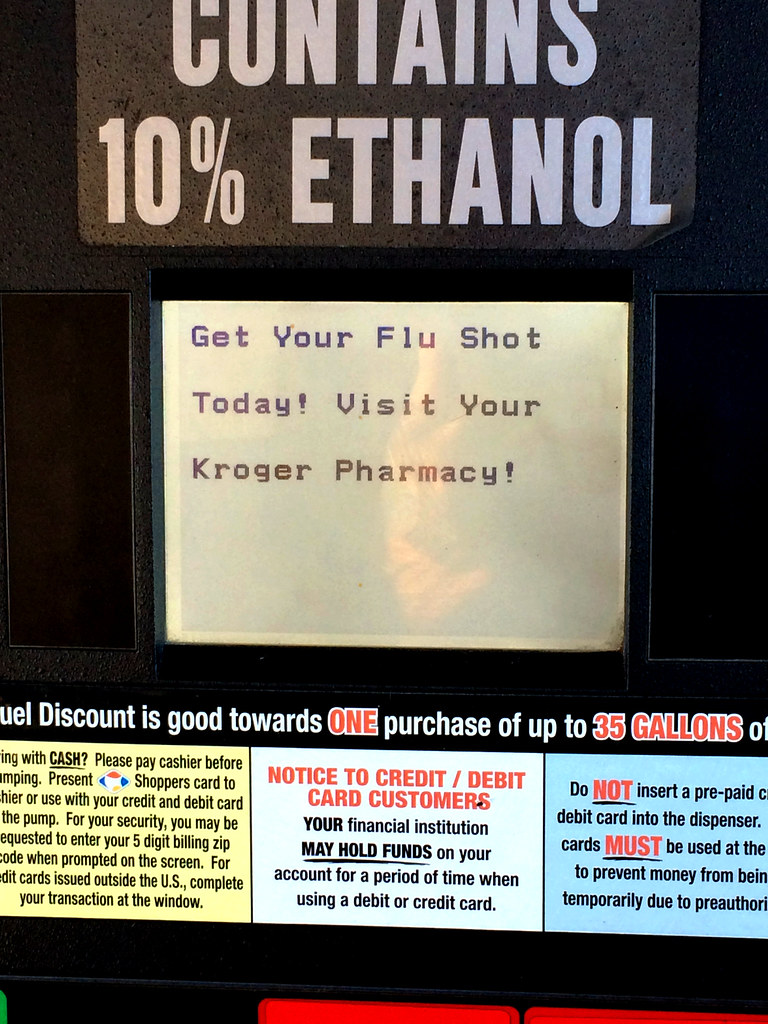 CONTAINS
10% ETHANOL
Get Your Flu Shot
Today! Visit Your
Kroger Pharmacy!
uel Discount is good towards ONE purchase of up to 35 GALLONS of
ring with CASH? Please pay cashier before
mping. Present Shoppers card to
hier or use with your credit and debit card
the pump. For your security, you may be
equested to enter your 5 digit billing zip
code when prompted on the screen. For
edit cards issued outside the U.S., complete
your transaction at the window.
NOTICE TO CREDIT / DEBIT
CARD CUSTOMERS
YOUR financial institution
MAY HOLD FUNDS on your
account for a period of time when
using a debit or credit card.
Do NOT insert a pre-paid c
debit card into the dispenser.
cards MUST be used at the
to prevent money from bein
temporarily due to preauthori